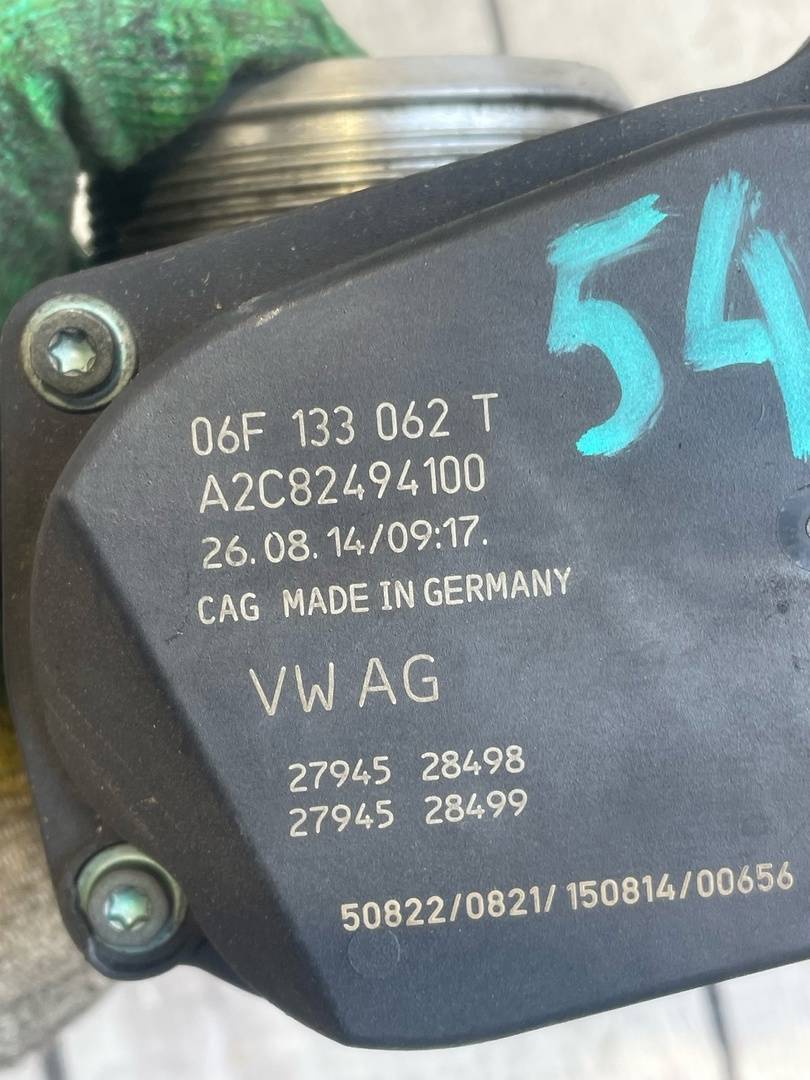 54
06F 133 062 T
A2C82494100
26.08.14/09:17.
CAG MADE IN GERMANY
VW AG
27945 28498
27945 28499
50822/0821/150814/00656